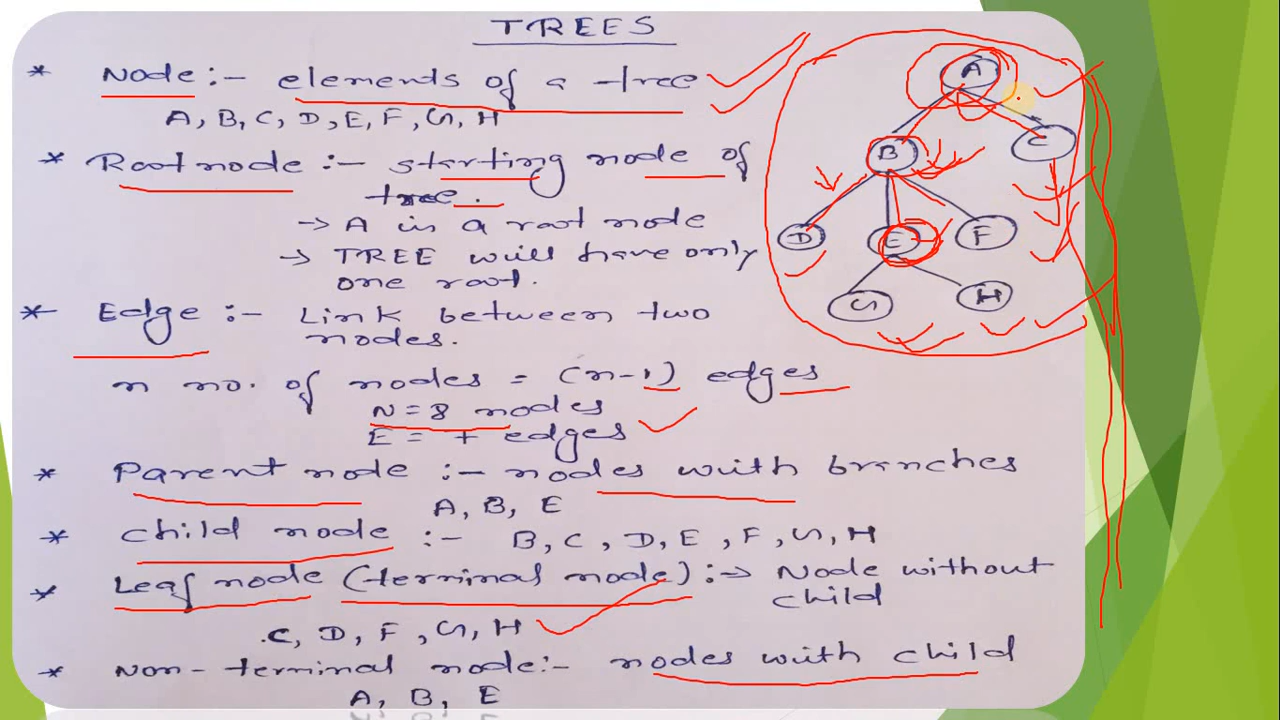 TREES
* Node :- elements of a tree
A, B, C, D, E, F, G, H
* Root node :- starting node of
tree.
→ A is a root node
→ TREE will have only
one root.
* Edge :- Link between two
nodes.
n no. of nodes = (n-1) edges
N = 8 nodes
E = 7 edges
* Parent node :- nodes with branches
A, B, E
* child node :- B, C, D, E, F, G, H
* Leaf node (terminal node) :→ Node without
child
C, D, F, G, H
* Non-terminal node :- nodes with child
A, B, E
A
B
C
D
E
F
G
H